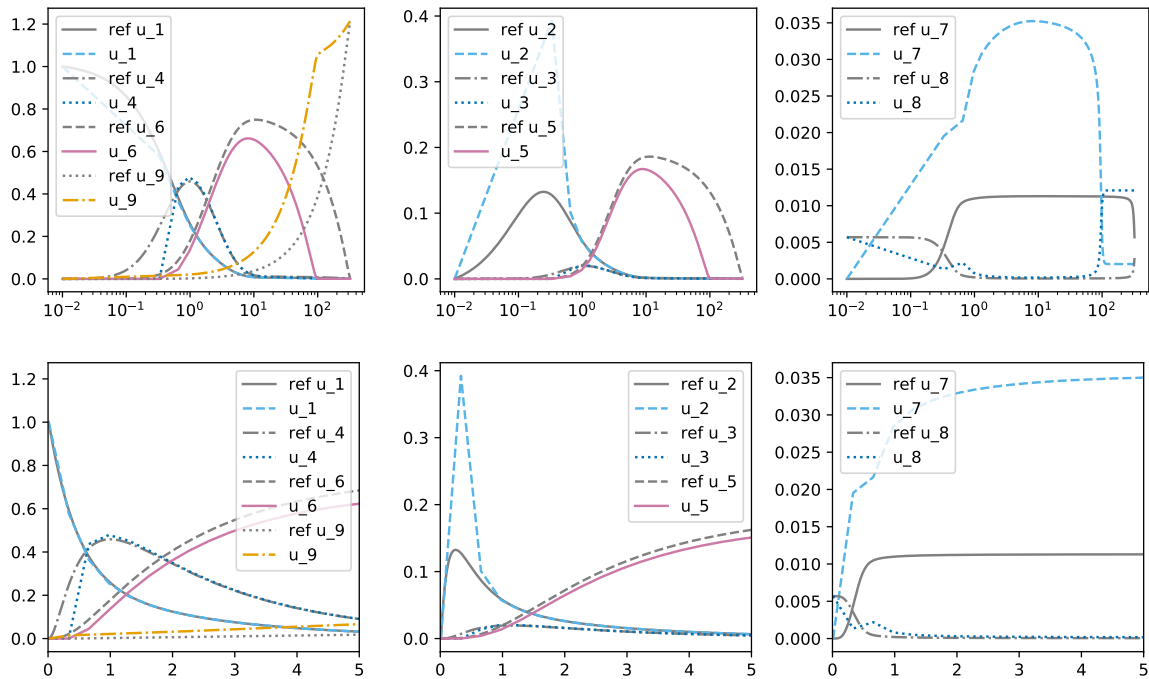 1.2
1.0
0.8
0.6
0.4
0.2
0.0
ref u_1
u_1
ref u_4
u_4
ref u_6
u_6
ref u_9
u_9
10⁻² 10⁻¹ 10⁰ 10¹ 10²
0.4
0.3
0.2
0.1
0.0
ref u_2
u_2
ref u_3
u_3
ref u_5
u_5
10⁻² 10⁻¹ 10⁰ 10¹ 10²
0.035
0.030
0.025
0.020
0.015
0.010
0.005
0.000
ref u_7
u_7
ref u_8
u_8
10⁻² 10⁻¹ 10⁰ 10¹ 10²
1.2
1.0
0.8
0.6
0.4
0.2
0.0
ref u_1
u_1
ref u_4
u_4
ref u_6
u_6
ref u_9
u_9
0 1 2 3 4 5
0.4
0.3
0.2
0.1
0.0
ref u_2
u_2
ref u_3
u_3
ref u_5
u_5
0 1 2 3 4 5
0.035
0.030
0.025
0.020
0.015
0.010
0.005
0.000
ref u_7
u_7
ref u_8
u_8
0 1 2 3 4 5